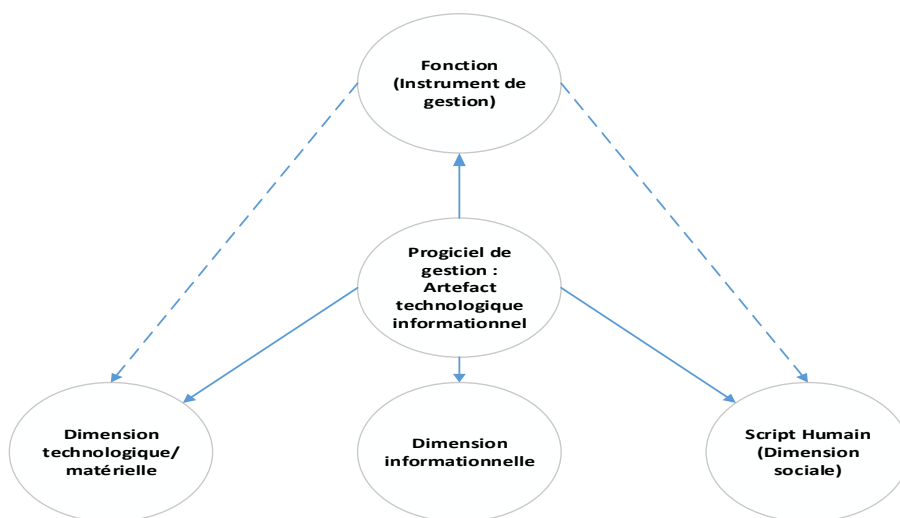 Fonction
(Instrument de
gestion)
Progiciel de
gestion :
Artefact
technologique
informationnel
Dimension
technologique/
matérielle
Dimension
informationnelle
Script Humain
(Dimension
sociale)